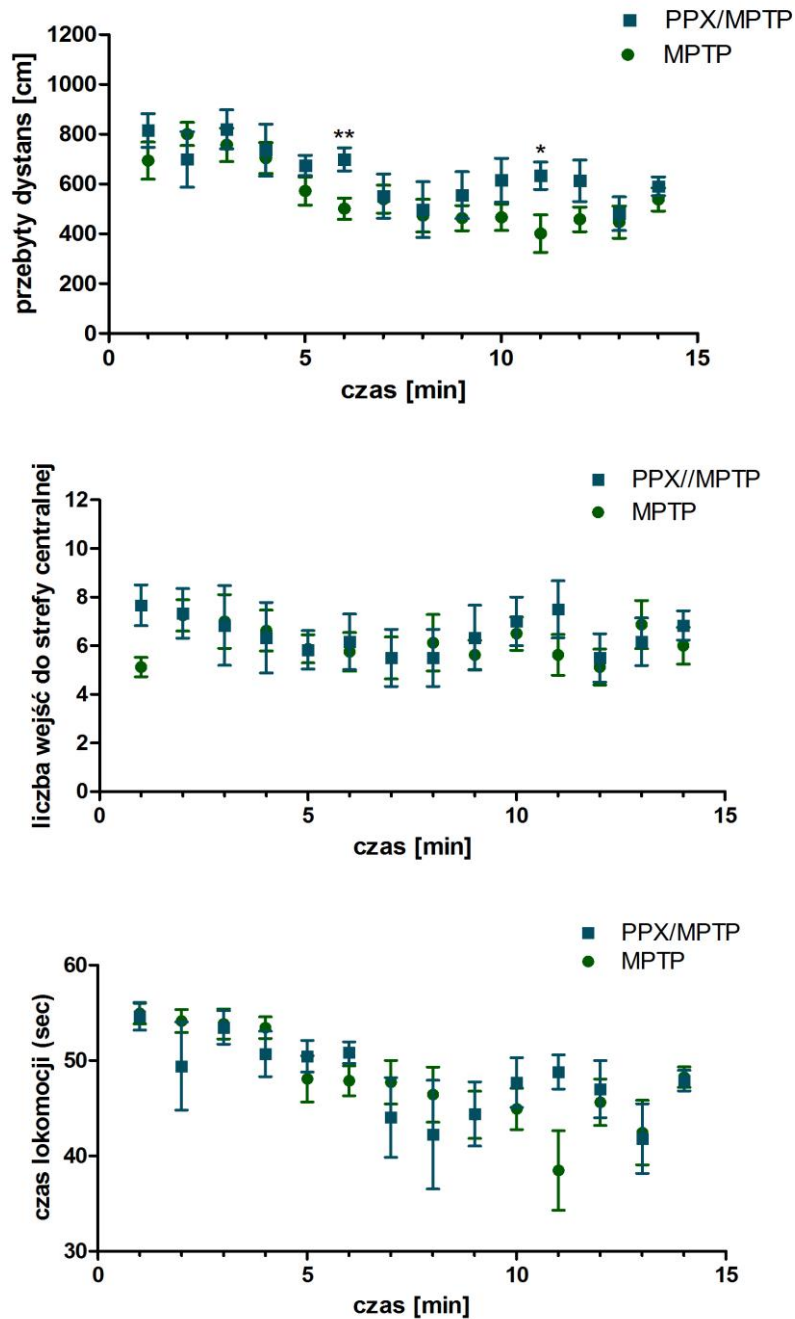 PPX/MPTP
MPTP
1200
1000
800
600
400
200
0
**
*
0
5
10
15
przebyty dystans [cm]
czas [min]
PPX//MPTP
MPTP
12
10
8
6
4
2
0
0
5
10
15
liczba wejść do strefy centralnej
czas [min]
PPX/MPTP
MPTP
60
50
40
30
0
5
10
15
czas lokomocji (sec)
czas [min]